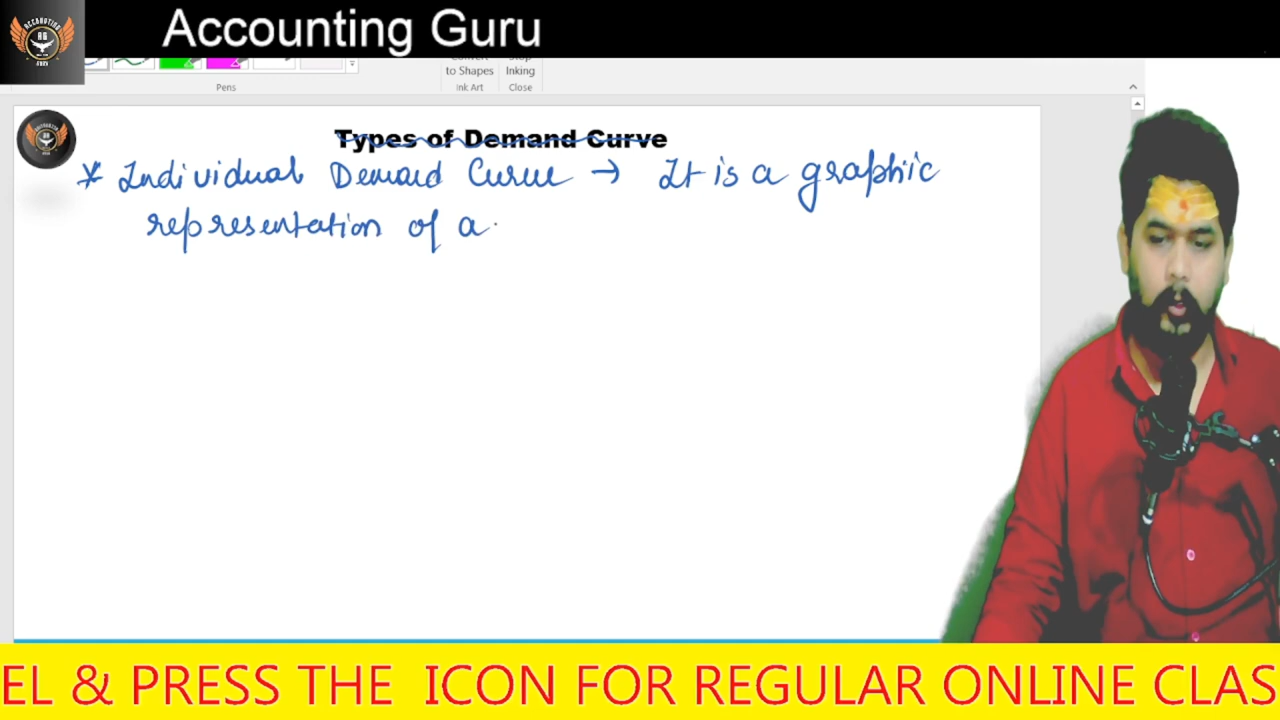 Accounting Guru
to Shapes
Inking
Pens
Ink Art
Close
Types of Demand Curve
* Individual Demand Curve → It is a graphic
representation of a
EL & PRESS THE ICON FOR REGULAR ONLINE CLAS